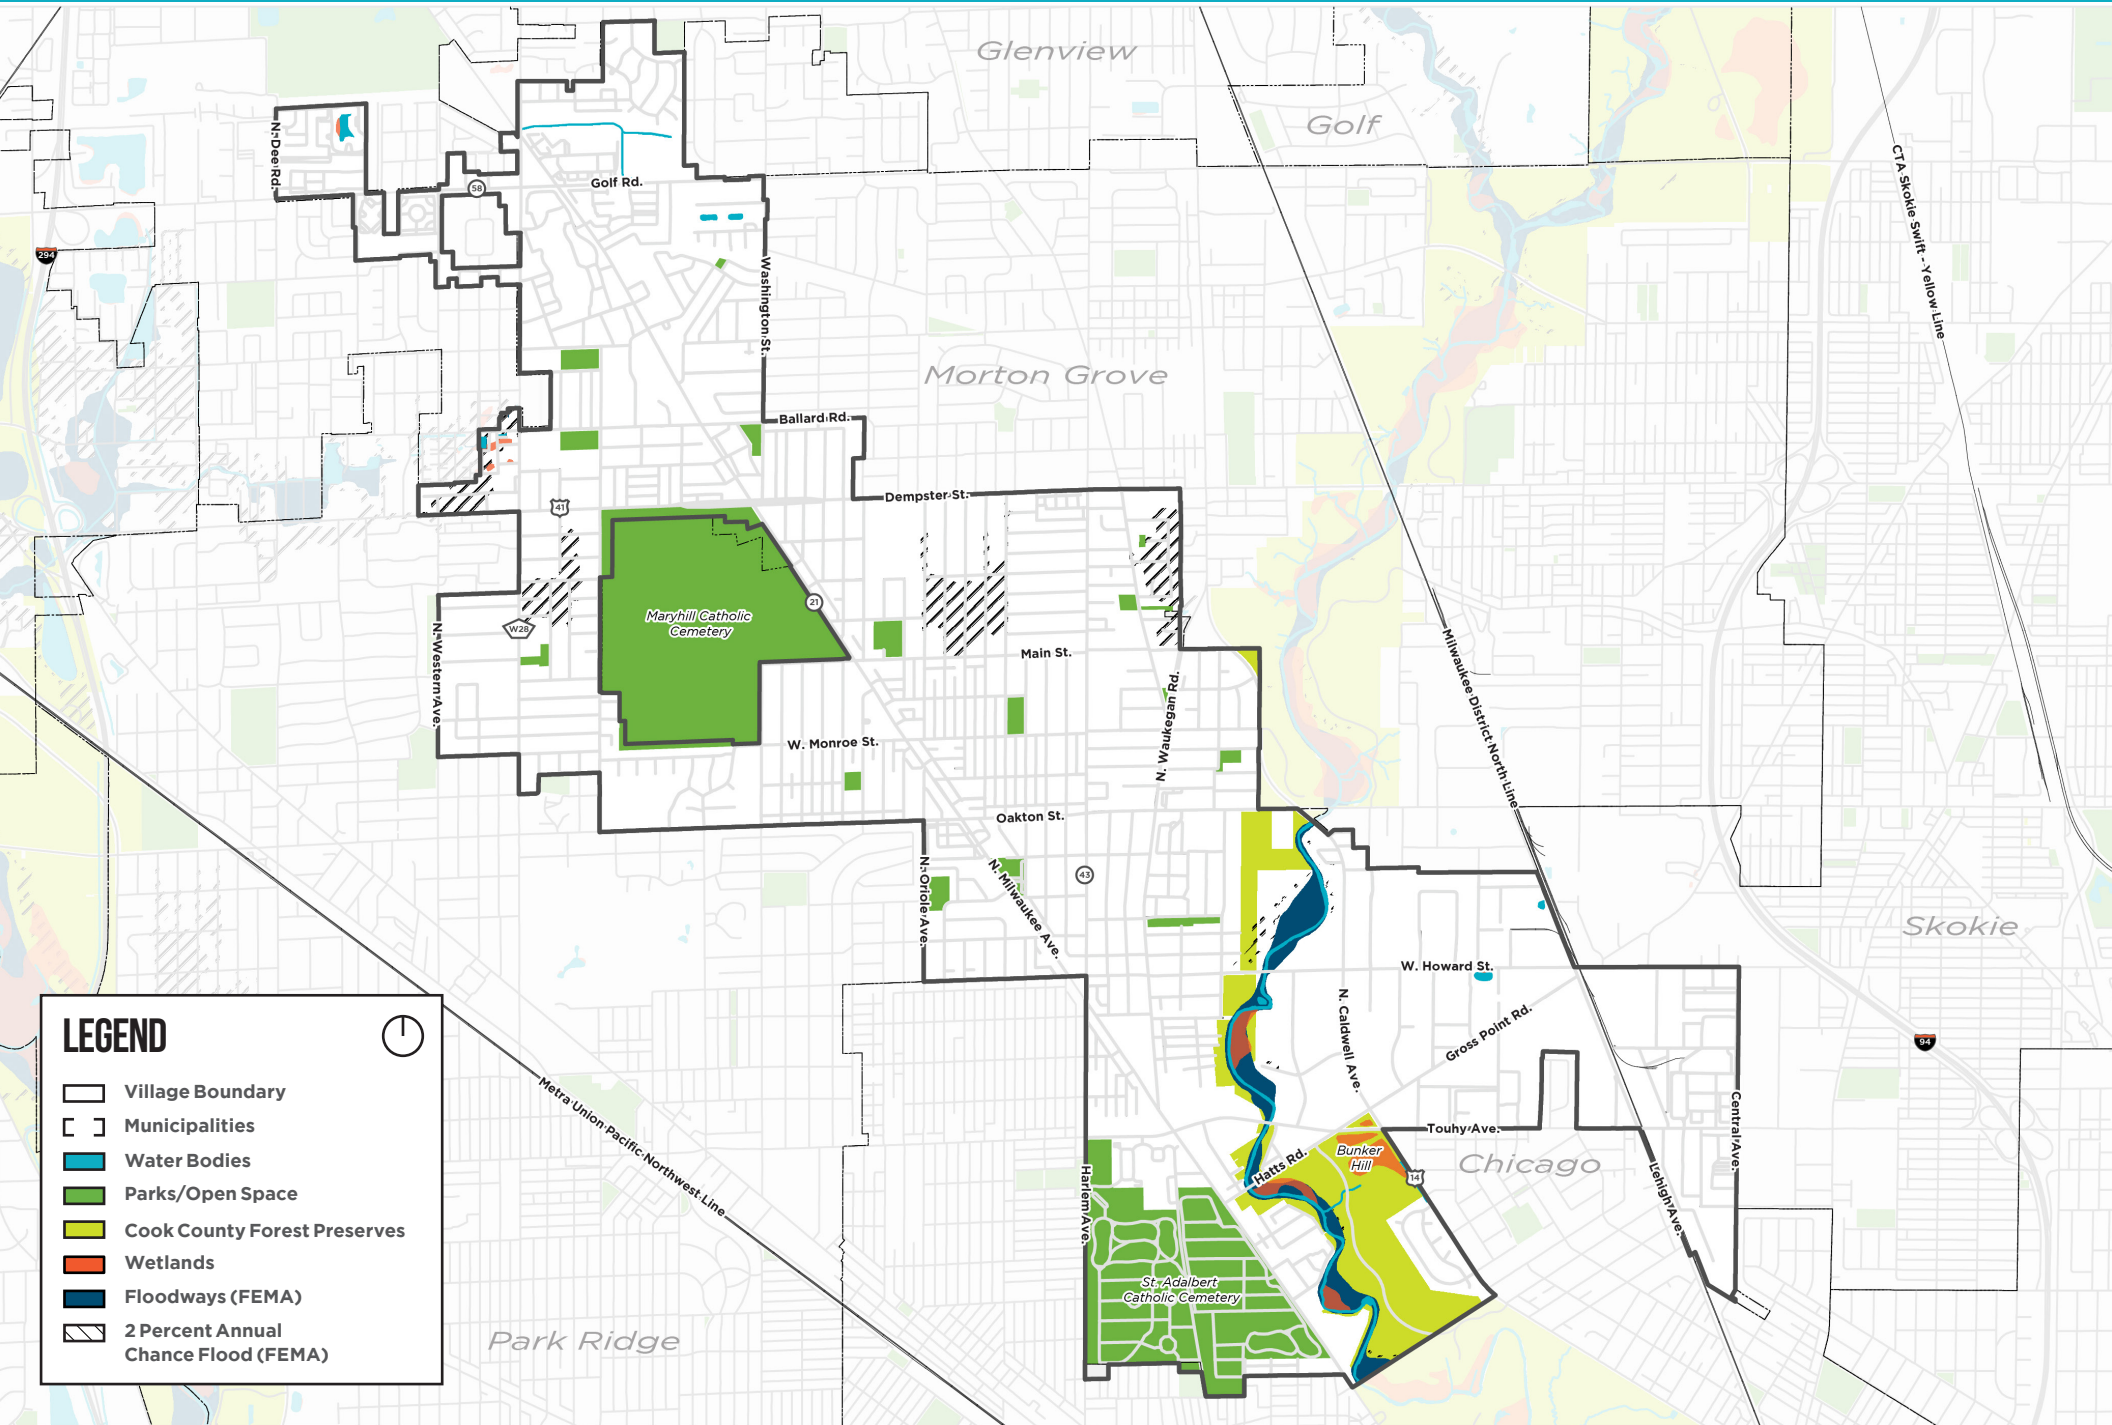 Glenview
Golf
N. Dee Rd.
58
Golf Rd.
CTA Skokie Swift - Yellow Line
294
Washington St.
Morton Grove
Ballard Rd.
Dempster St.
41
21
Maryhill Catholic
Cemetery
W28
N. Western Ave.
Main St.
N. Waukegan Rd.
Milwaukee District North Line
W. Monroe St.
Oakton St.
N. Oriole Ave.
N. Milwaukee Ave.
43
Skokie
W. Howard St.
N. Caldwell Ave.
Gross Point Rd.
94
Metra Union Pacific Northwest Line
Central Ave.
Touhy Ave.
Hatts Rd.
Bunker
Hill
14
Chicago
Harlem Ave.
Lehigh Ave.
St. Adalbert
Catholic Cemetery
Park Ridge
LEGEND
Village Boundary
Municipalities
Water Bodies
Parks/Open Space
Cook County Forest Preserves
Wetlands
Floodways (FEMA)
2 Percent Annual
Chance Flood (FEMA)